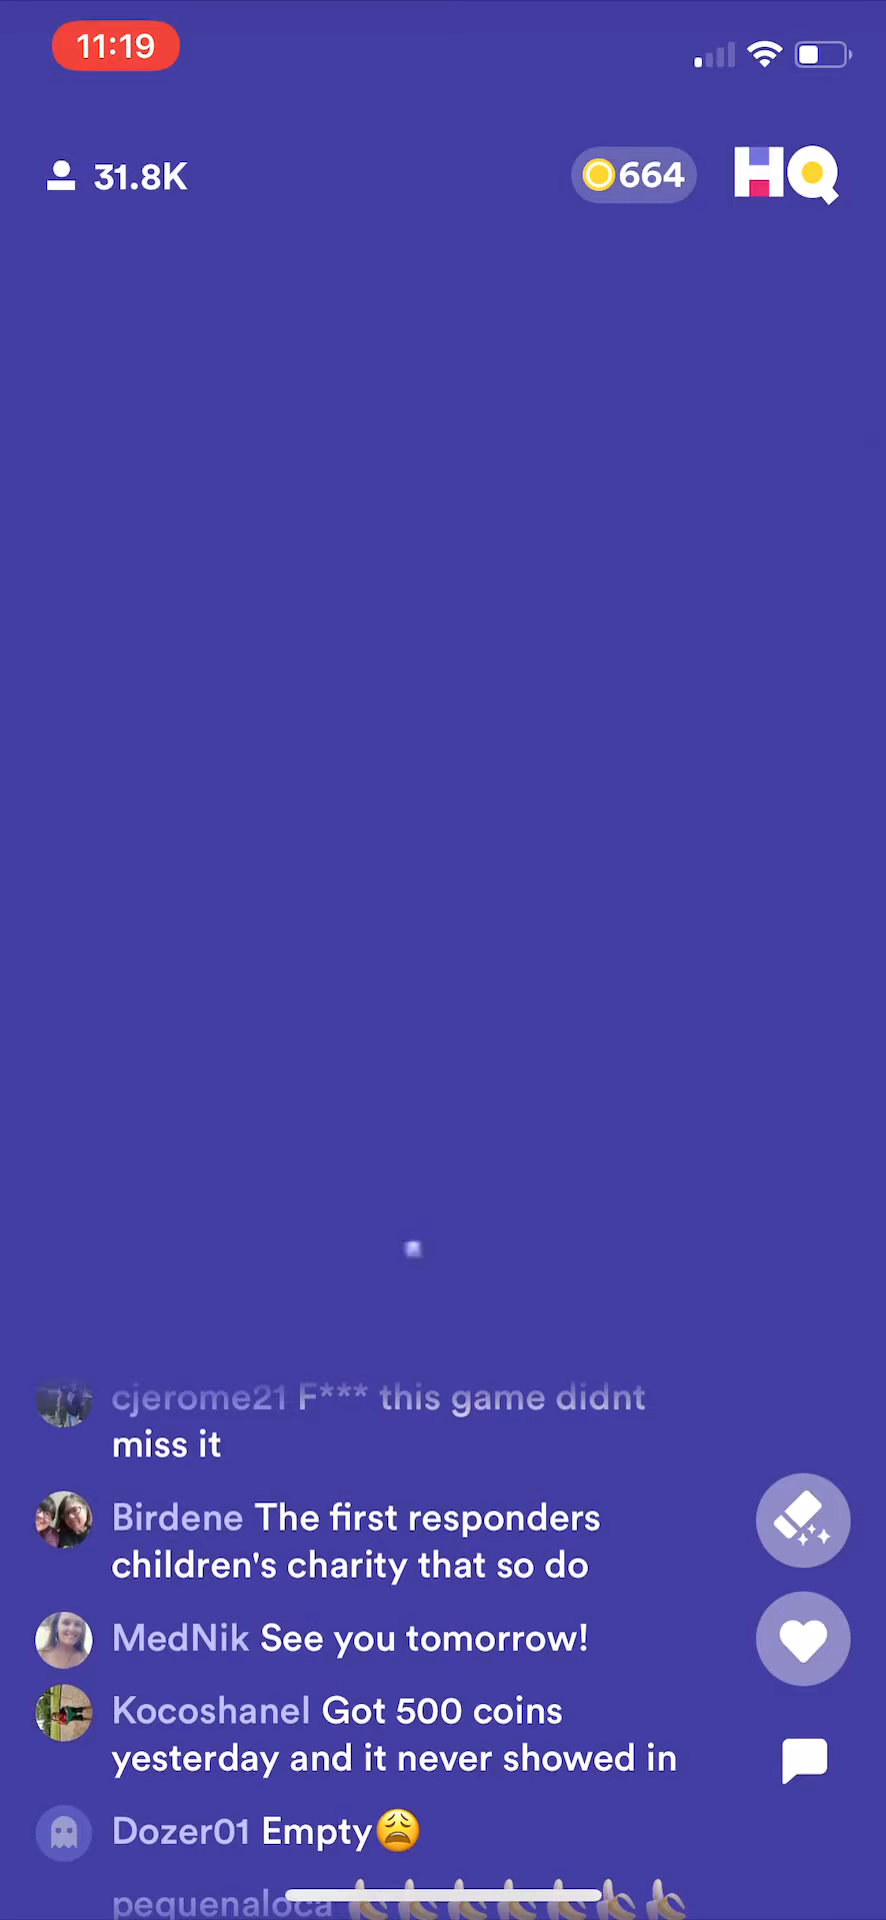 11:19
31.8K
664
HQ
cjerome21 F*** this game didnt
miss it
Birdene The first responders
children's charity that so do
MedNik See you tomorrow!
Kocoshanel Got 500 coins
yesterday and it never showed in
Dozer01 Empty😩
pequenaloca 🍌🍌🍌🍌🍌🍌🍌